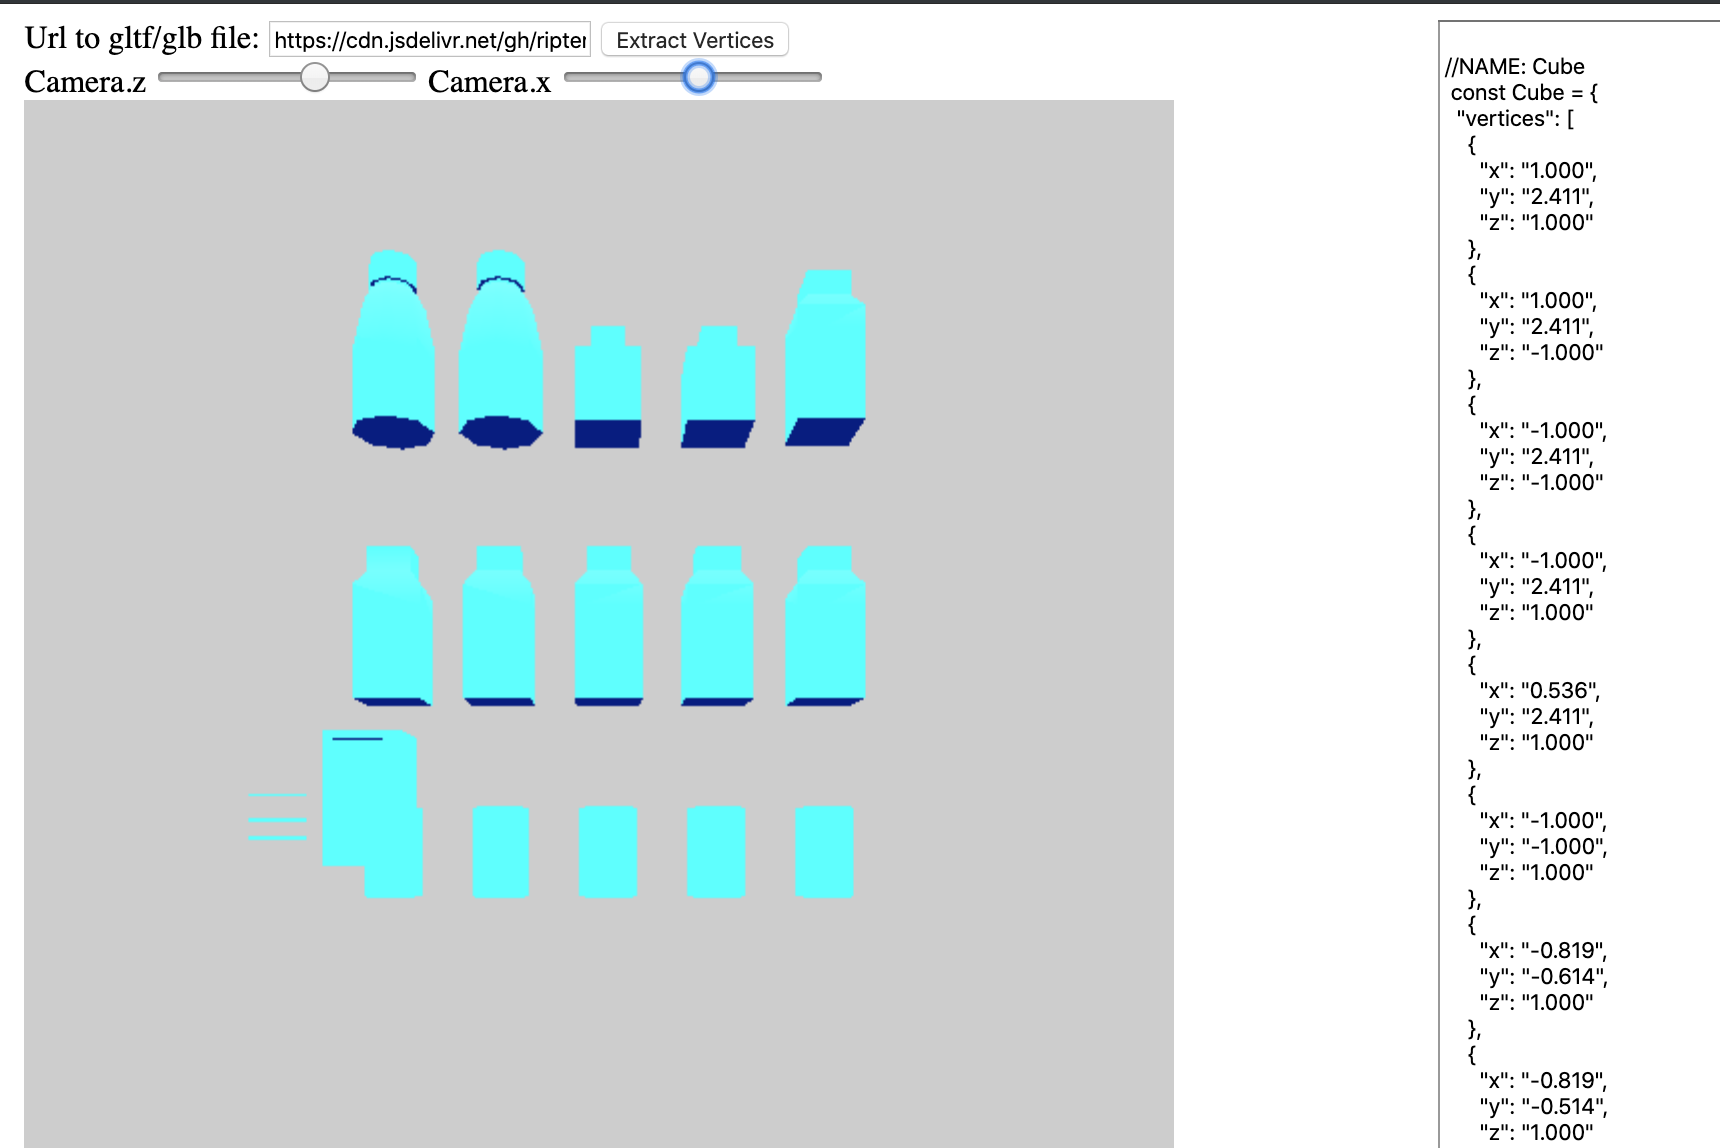 Url to gltf/glb file: https://cdn.jsdelivr.net/gh/ripter Extract Vertices
Camera.z Camera.x
//NAME: Cube
const Cube = {
"vertices": [
{
"x": "1.000",
"y": "2.411",
"z": "1.000"
},
{
"x": "1.000",
"y": "2.411",
"z": "-1.000"
},
{
"x": "-1.000",
"y": "2.411",
"z": "-1.000"
},
{
"x": "-1.000",
"y": "2.411",
"z": "1.000"
},
{
"x": "0.536",
"y": "2.411",
"z": "1.000"
},
{
"x": "-1.000",
"y": "-1.000",
"z": "1.000"
},
{
"x": "-0.819",
"y": "-0.614",
"z": "1.000"
},
{
"x": "-0.819",
"y": "-0.514",
"z": "1.000"